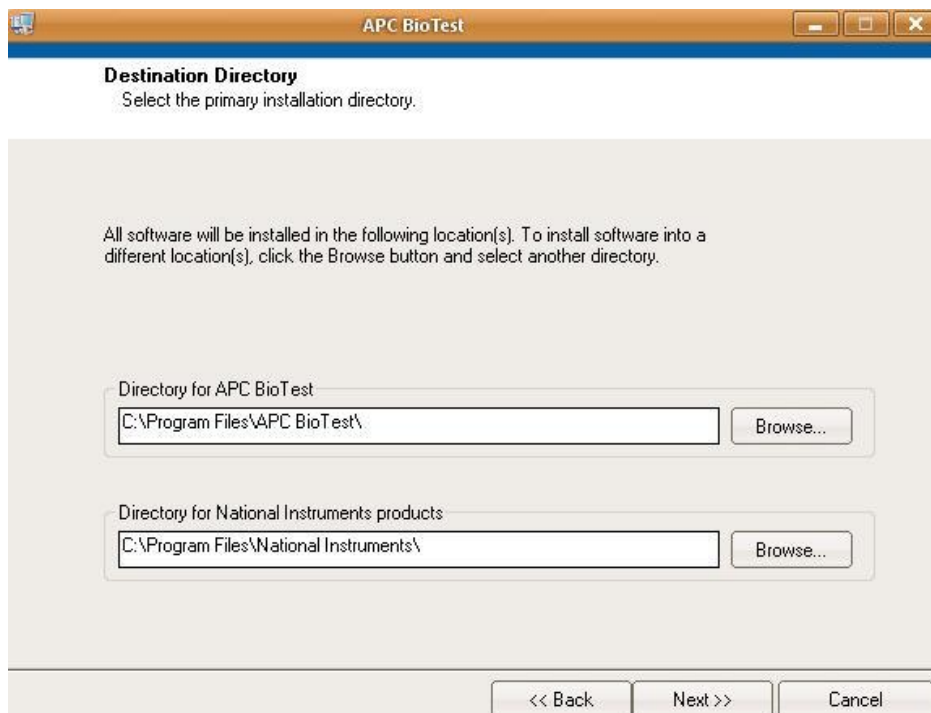 APC BioTest
Destination Directory
Select the primary installation directory.
All software will be installed in the following location(s). To install software into a
different location(s), click the Browse button and select another directory.
Directory for APC BioTest
C:\Program Files\APC BioTest\
Browse...
Directory for National Instruments products
C:\Program Files\National Instruments\
Browse...
<< Back
Next >>
Cancel